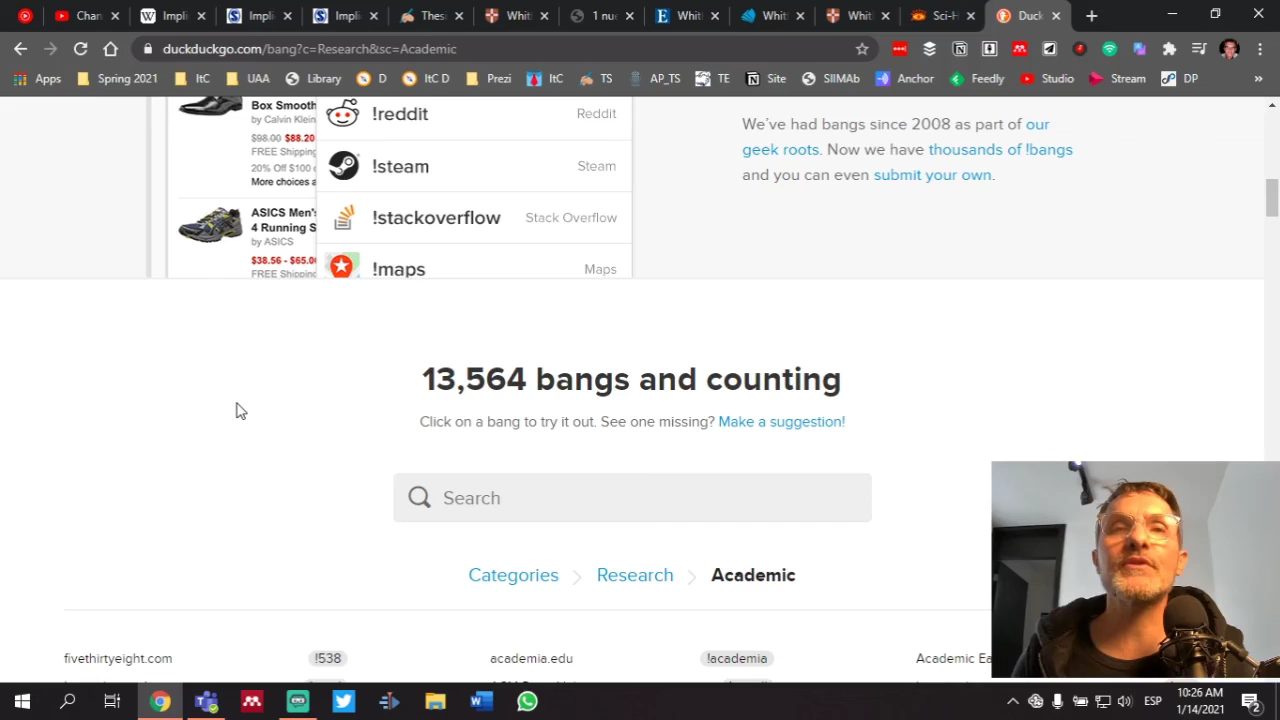 Chan
Impli
Impli
Impli
Thes
Whit
1 nue
Whit
Whit
Whit
Sci-F
Duck
duckduckgo.com/bang?c=Research&sc=Academic
Apps
Spring 2021
ItC
UAA
Library
D
ItC D
Prezi
ItC
TS
AP_TS
TE
Site
SIIMAb
Anchor
Feedly
Studio
Stream
DP
Box Smooth
by Calvin Klein
$98.00 $88.20
FREE Shipping
20% Off $100
More choices a
ASICS Men's
4 Running S
by ASICS
$38.56 - $65.00
FREE Shipping
!reddit Reddit
!steam Steam
!stackoverflow Stack Overflow
!maps Maps
We've had bangs since 2008 as part of our
geek roots. Now we have thousands of !bangs
and you can even submit your own.
13,564 bangs and counting
Click on a bang to try it out. See one missing? Make a suggestion!
Search
Categories Research Academic
fivethirtyeight.com !538 academia.edu !academia Academic Ea
ESP
10:26 AM
1/14/2021
2